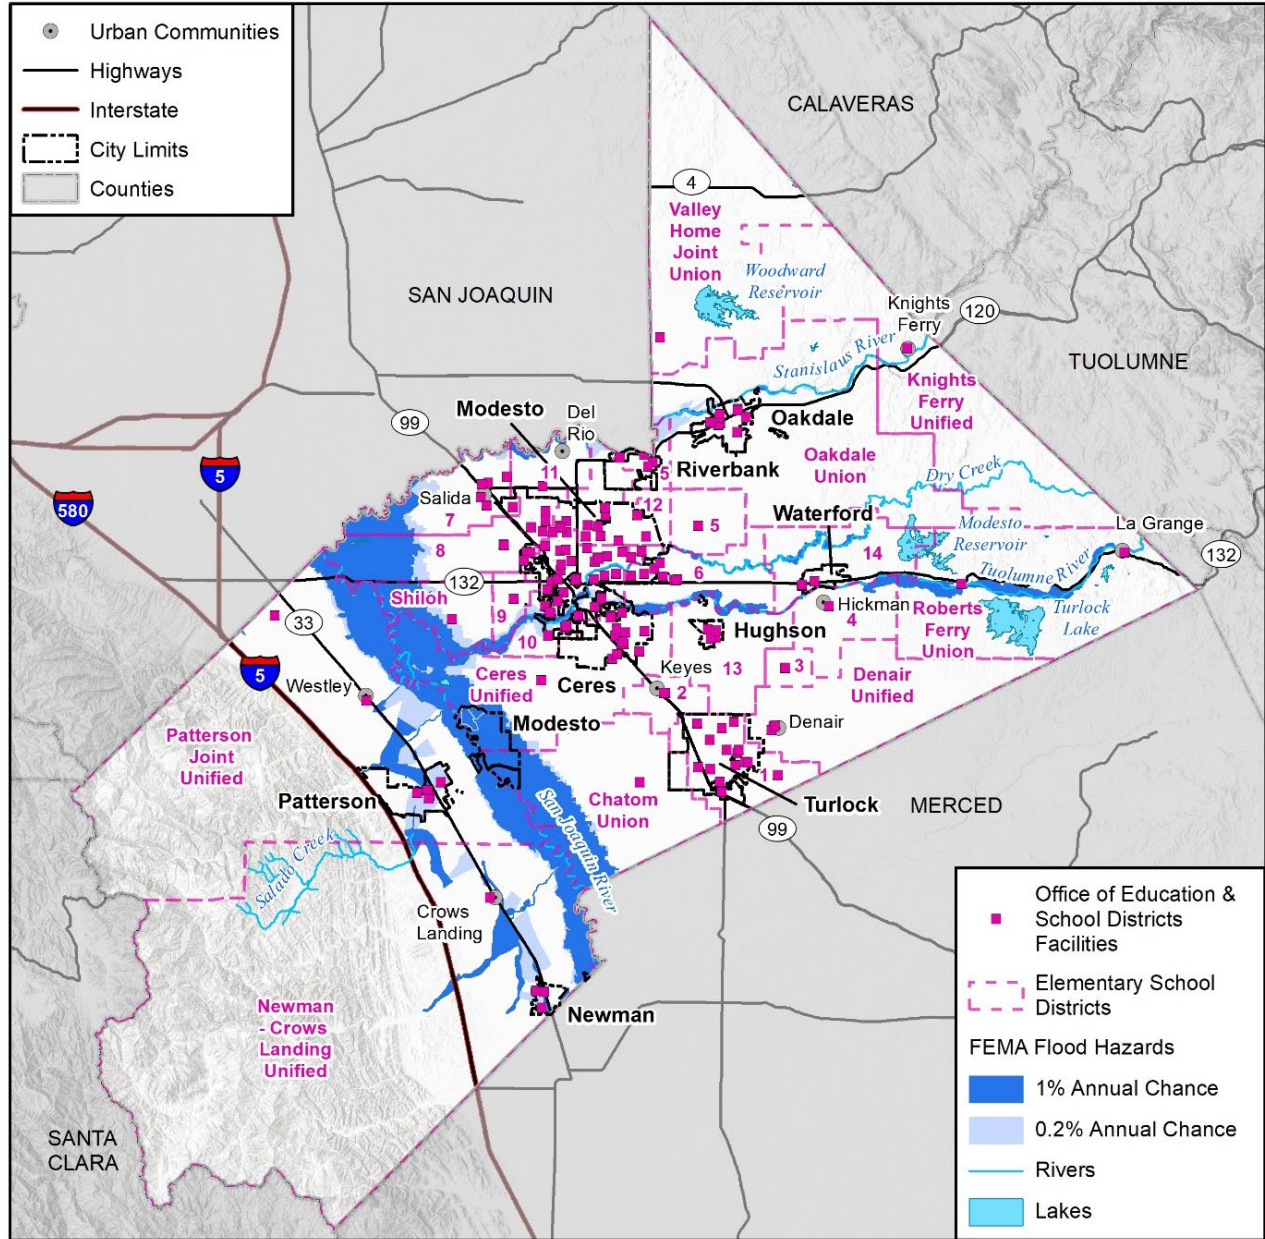 Urban Communities
Highways
Interstate
City Limits
Counties
CALAVERAS
4
Valley
Home
Joint
Union
Woodward
Reservoir
SAN JOAQUIN
Knights
Ferry
120
TUOLUMNE
Stanislaus River
Knights
Ferry
Unified
99
Modesto
Del
Rio
Oakdale
Oakdale
Union
Riverbank
5
5
580
Salida
11
5
12
7
8
Dry Creek
Waterford
Modesto
Reservoir
La Grange
14
132
132
6
Tuolumne River
Shiloh
33
9
10
Hickman
4
Roberts
Ferry
Union
Turlock
Lake
Hughson
5
Westley
Ceres
Unified
Ceres
Keyes
13
3
2
Denair
Unified
Modesto
Denair
Patterson
Joint
Unified
Patterson
Chatom
Union
1
Turlock
MERCED
99
San Joaquin River
Salado Creek
Crows
Landing
Newman
- Crows
Landing
Unified
Newman
SANTA
CLARA
Office of Education &
School Districts
Facilities
Elementary School
Districts
FEMA Flood Hazards
1% Annual Chance
0.2% Annual Chance
Rivers
Lakes